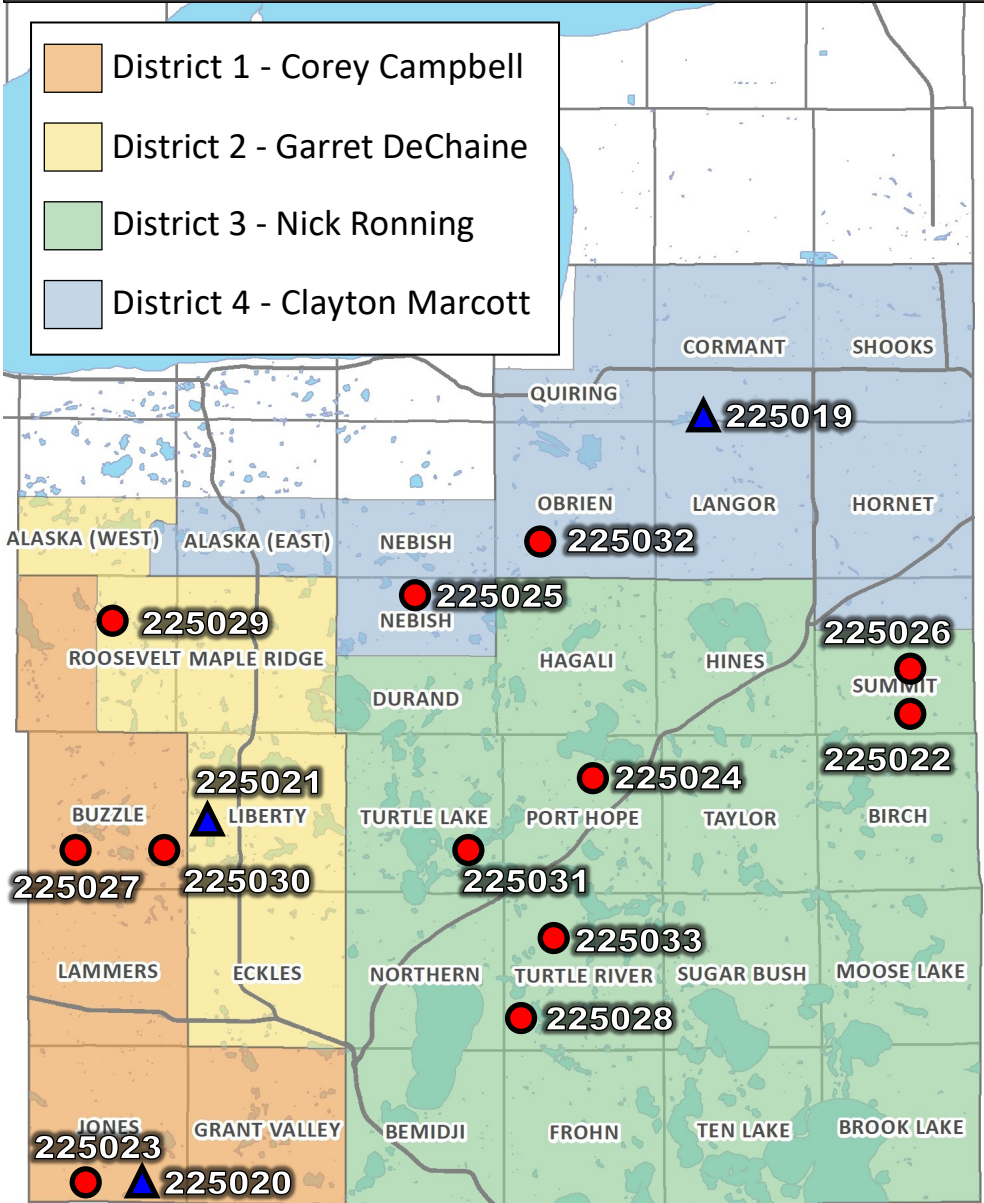 District 1 - Corey Campbell
District 2 - Garret DeChaine
District 3 - Nick Ronning
District 4 - Clayton Marcott
CORMANT
SHOOKS
QUIRING
225019
OBRIEN
LANGOR
HORNET
ALASKA (WEST)
ALASKA (EAST)
NEBISH
225032
225025
NEBISH
225029
225026
ROOSEVELT
MAPLE RIDGE
HAGALI
HINES
SUMMIT
DURAND
225022
225021
225024
BUZZLE
LIBERTY
TURTLE LAKE
PORT HOPE
TAYLOR
BIRCH
225027
225030
225031
225033
LAMMERS
ECKLES
NORTHERN
TURTLE RIVER
SUGAR BUSH
MOOSE LAKE
225028
JONES
GRANT VALLEY
BEMIDJI
FROHN
TEN LAKE
BROOK LAKE
225023
225020